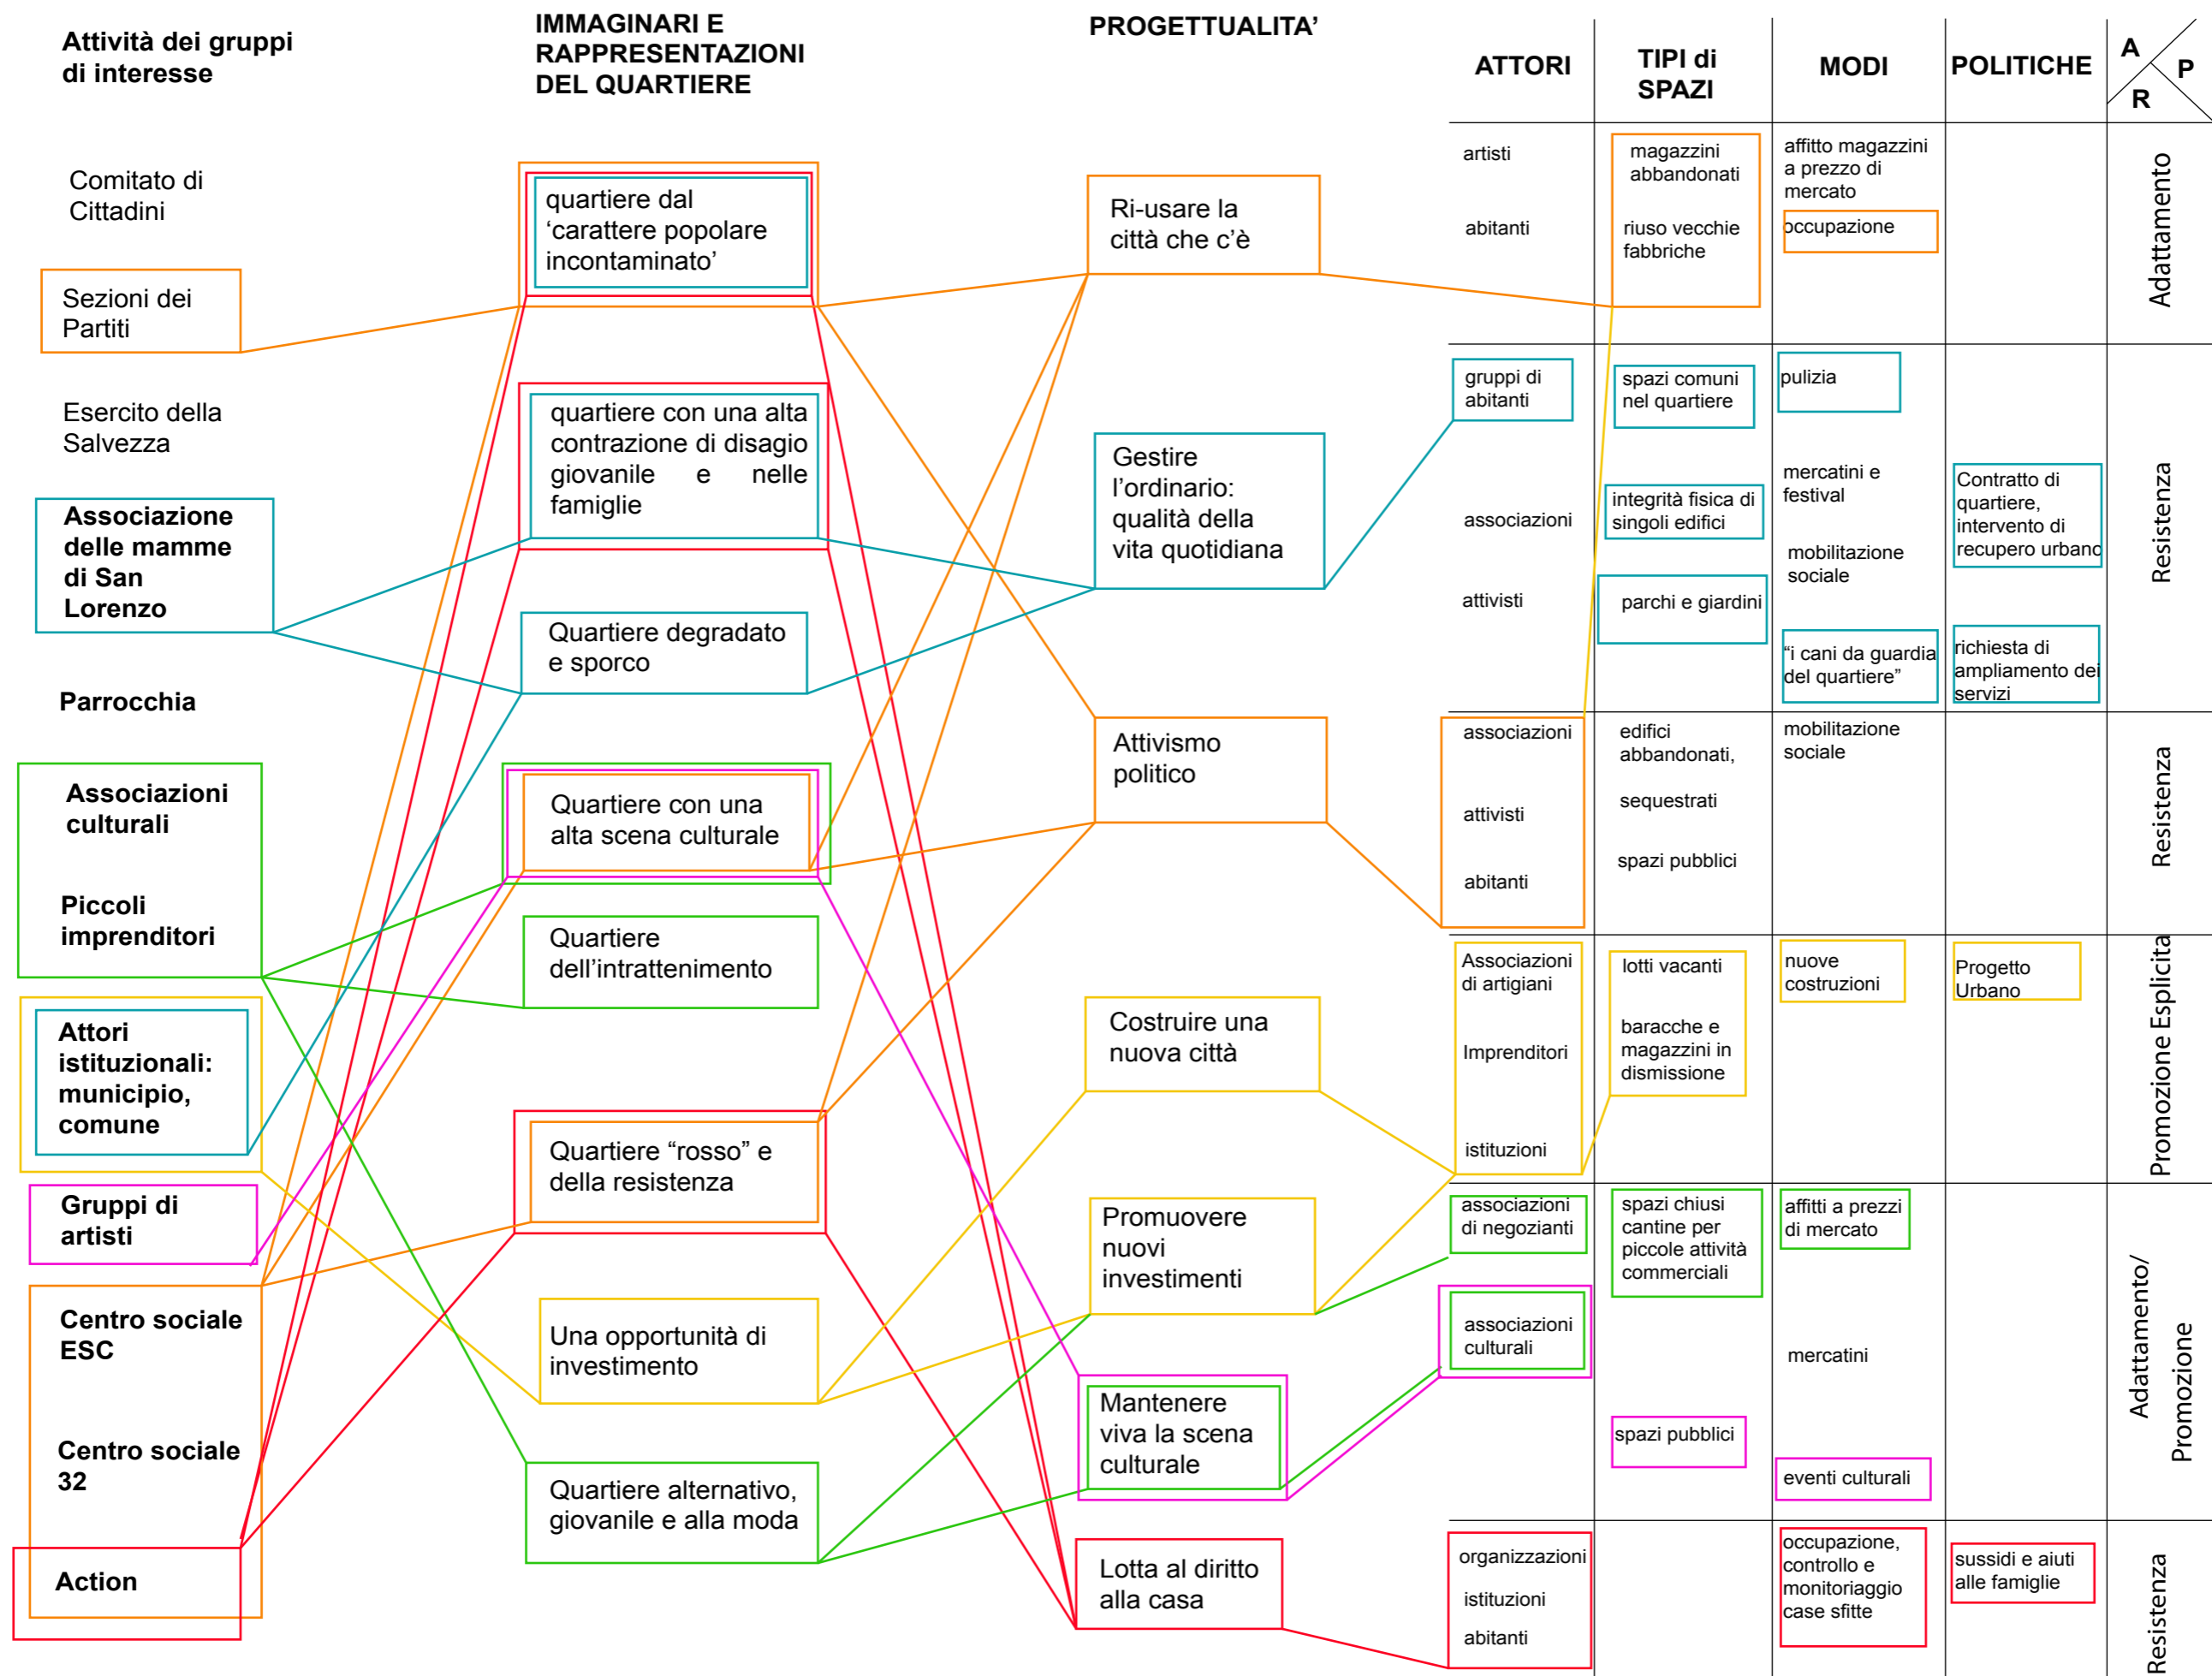 Attività dei gruppi
di interesse
Comitato di
Cittadini
Sezioni dei
Partiti
Esercito della
Salvezza
Associazione
delle mamme
di San
Lorenzo
Parrocchia
Associazioni
culturali
Piccoli
imprenditori
Attori
istituzionali:
municipio,
comune
Gruppi di
artisti
Centro sociale
ESC
Centro sociale
32
Action
IMMAGINARI E
RAPPRESENTAZIONI
DEL QUARTIERE
quartiere dal
‘carattere popolare
incontaminato’
quartiere con una alta
contrazione di disagio
giovanile e nelle
famiglie
Quartiere degradato
e sporco
Quartiere con una
alta scena culturale
Quartiere
dell’intrattenimento
Quartiere “rosso” e
della resistenza
Una opportunità di
investimento
Quartiere alternativo,
giovanile e alla moda
PROGETTUALITA’
Ri-usare la
città che c’è
Gestire
l’ordinario:
qualità della
vita quotidiana
Attivismo
politico
Costruire una
nuova città
Promuovere
nuovi
investimenti
Mantenere
viva la scena
culturale
Lotta al diritto
alla casa
ATTORI
TIPI di
SPAZI
MODI
POLITICHE
A
P
R
artisti
abitanti
magazzini
abbandonati
riuso vecchie
fabbriche
affitto magazzini
a prezzo di
mercato
occupazione
Adattamento
gruppi di
abitanti
associazioni
attivisti
spazi comuni
nel quartiere
integrità fisica di
singoli edifici
parchi e giardini
pulizia
mercatini e
festival
mobilitazione
sociale
“i cani da guardia
del quartiere”
Contratto di
quartiere,
intervento di
recupero urbano
richiesta di
ampliamento dei
servizi
Resistenza
associazioni
attivisti
abitanti
edifici
abbandonati,
sequestrati
spazi pubblici
mobilitazione
sociale
Resistenza
Associazioni
di artigiani
Imprenditori
istituzioni
lotti vacanti
baracche e
magazzini in
dismissione
nuove
costruzioni
Progetto
Urbano
Promozione Esplicita
associazioni
di negozianti
associazioni
culturali
spazi chiusi
cantine per
piccole attività
commerciali
spazi pubblici
affitti a prezzi
di mercato
mercatini
eventi culturali
Adattamento/
Promozione
organizzazioni
istituzioni
abitanti
occupazione,
controllo e
monitoriaggio
case sfitte
sussidi e aiuti
alle famiglie
Resistenza